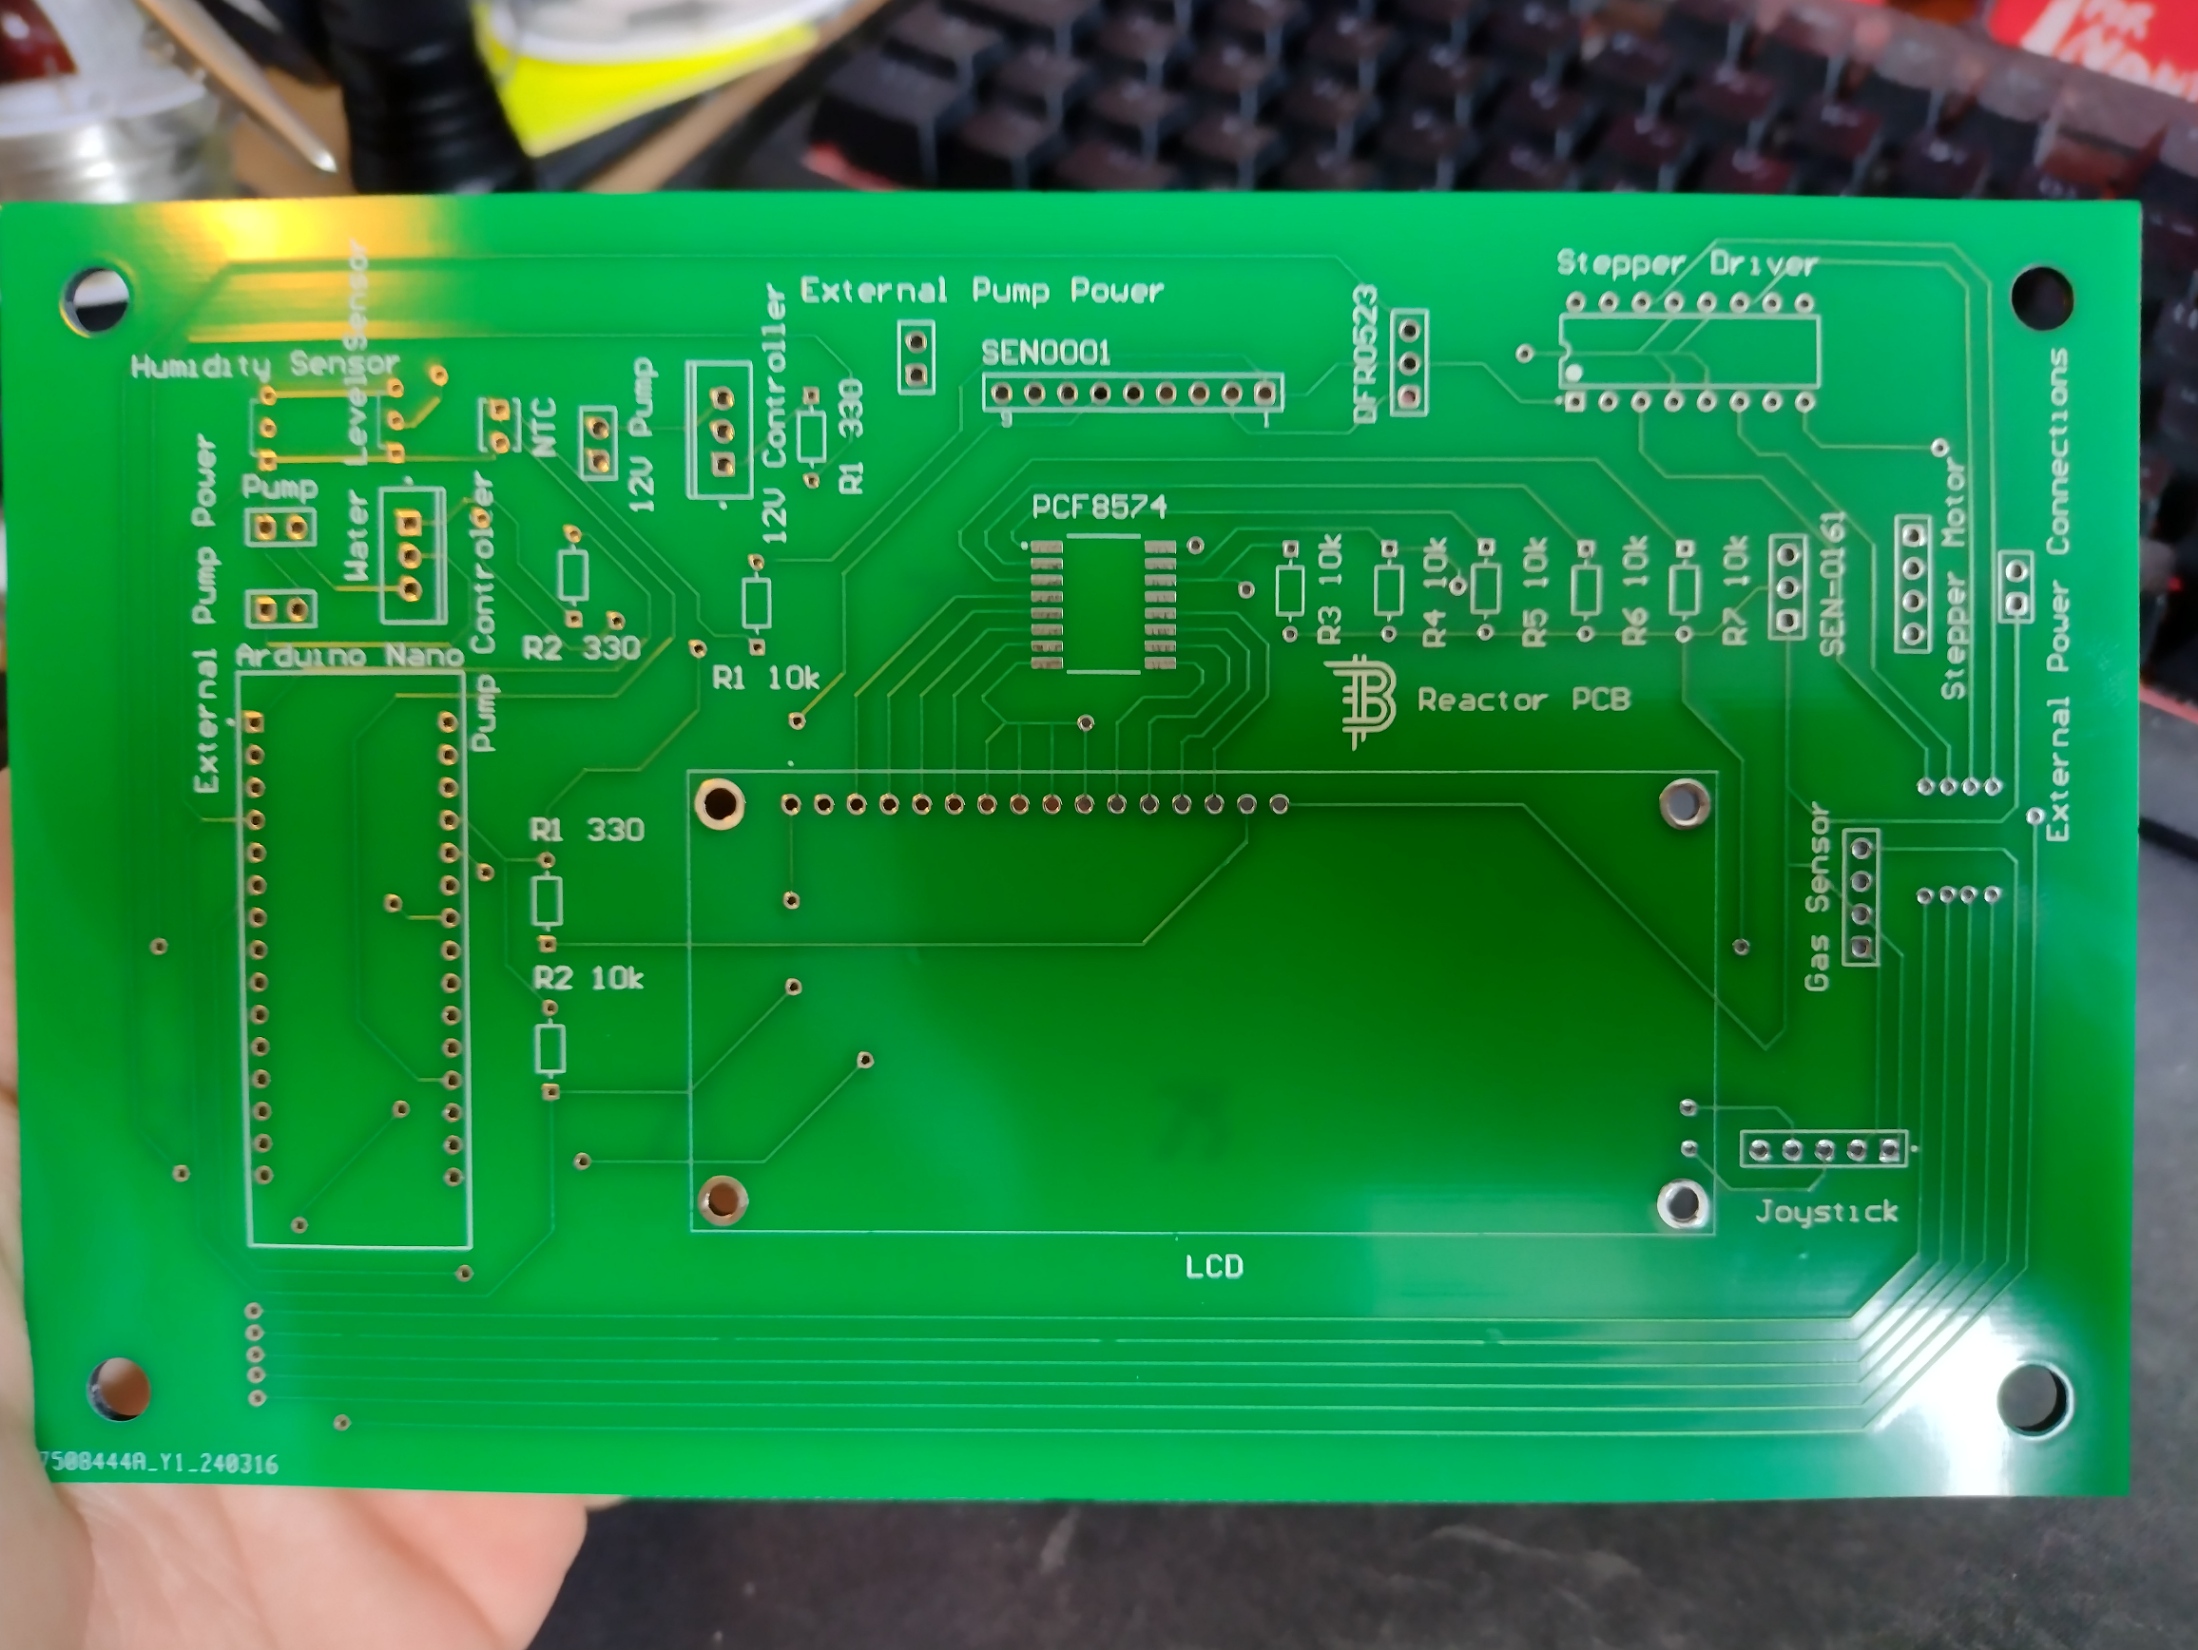 Stepper Driver
External Pump Power
SEN0001
DFR0523
Humidity Sensor
Level Sensor
NTC
12V Pump
12V Controller
R1 330
External Pump Power
Pump
Water
Pump Controller
R2 330
R1 10k
PCF8574
R3 10k
R4 10k
R5 10k
R6 10k
R7 10k
SEN-0161
Stepper Motor
External Power Connections
Arduino Nano
Reactor PCB
R1 330
R2 10k
Gas Sensor
Joystick
LCD
7508444A_Y1_240316
FOR